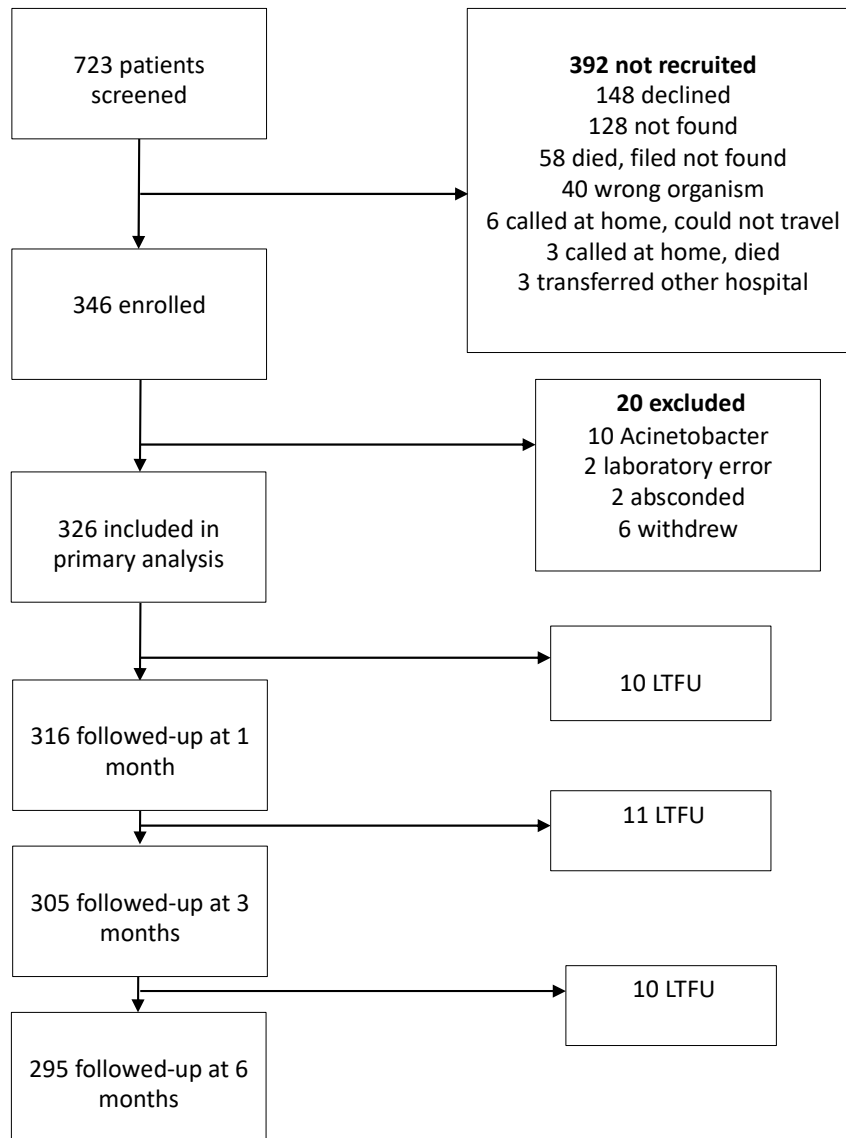 723 patients
screened
392 not recruited
148 declined
128 not found
58 died, filed not found
40 wrong organism
6 called at home, could not travel
3 called at home, died
3 transferred other hospital
346 enrolled
20 excluded
10 Acinetobacter
2 laboratory error
2 absconded
6 withdrew
326 included in
primary analysis
10 LTFU
316 followed-up at 1
month
11 LTFU
305 followed-up at 3
months
10 LTFU
295 followed-up at 6
months